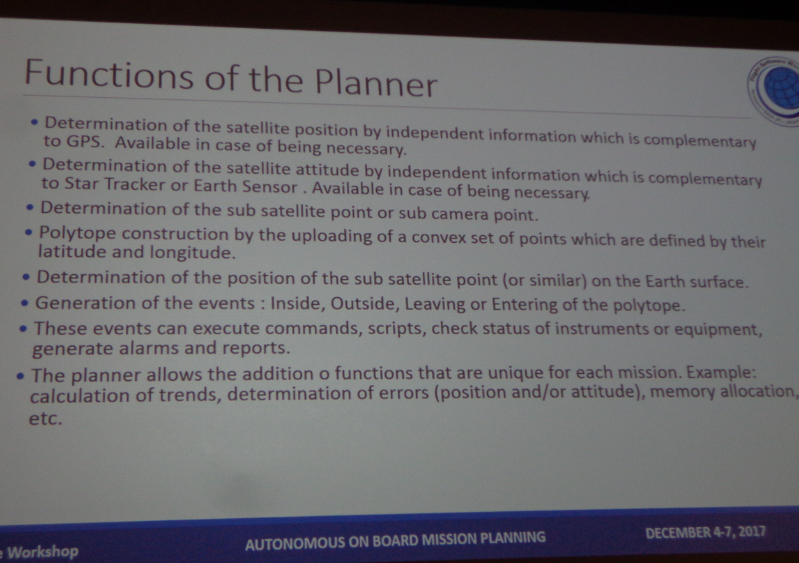 Functions of the Planner
• Determination of the satellite position by independent information which is complementary
to GPS. Available in case of being necessary.
• Determination of the satellite attitude by independent information which is complementary
to Star Tracker or Earth Sensor . Available in case of being necessary.
• Determination of the sub satellite point or sub camera point.
• Polytope construction by the uploading of a convex set of points which are defined by their
latitude and longitude.
• Determination of the position of the sub satellite point (or similar) on the Earth surface.
• Generation of the events : Inside, Outside, Leaving or Entering of the polytope.
• These events can execute commands, scripts, check status of instruments or equipment,
generate alarms and reports.
• The planner allows the addition o functions that are unique for each mission. Example:
calculation of trends, determination of errors (position and/or attitude), memory allocation,
etc.
e Workshop
AUTONOMOUS ON BOARD MISSION PLANNING
DECEMBER 4-7, 2017